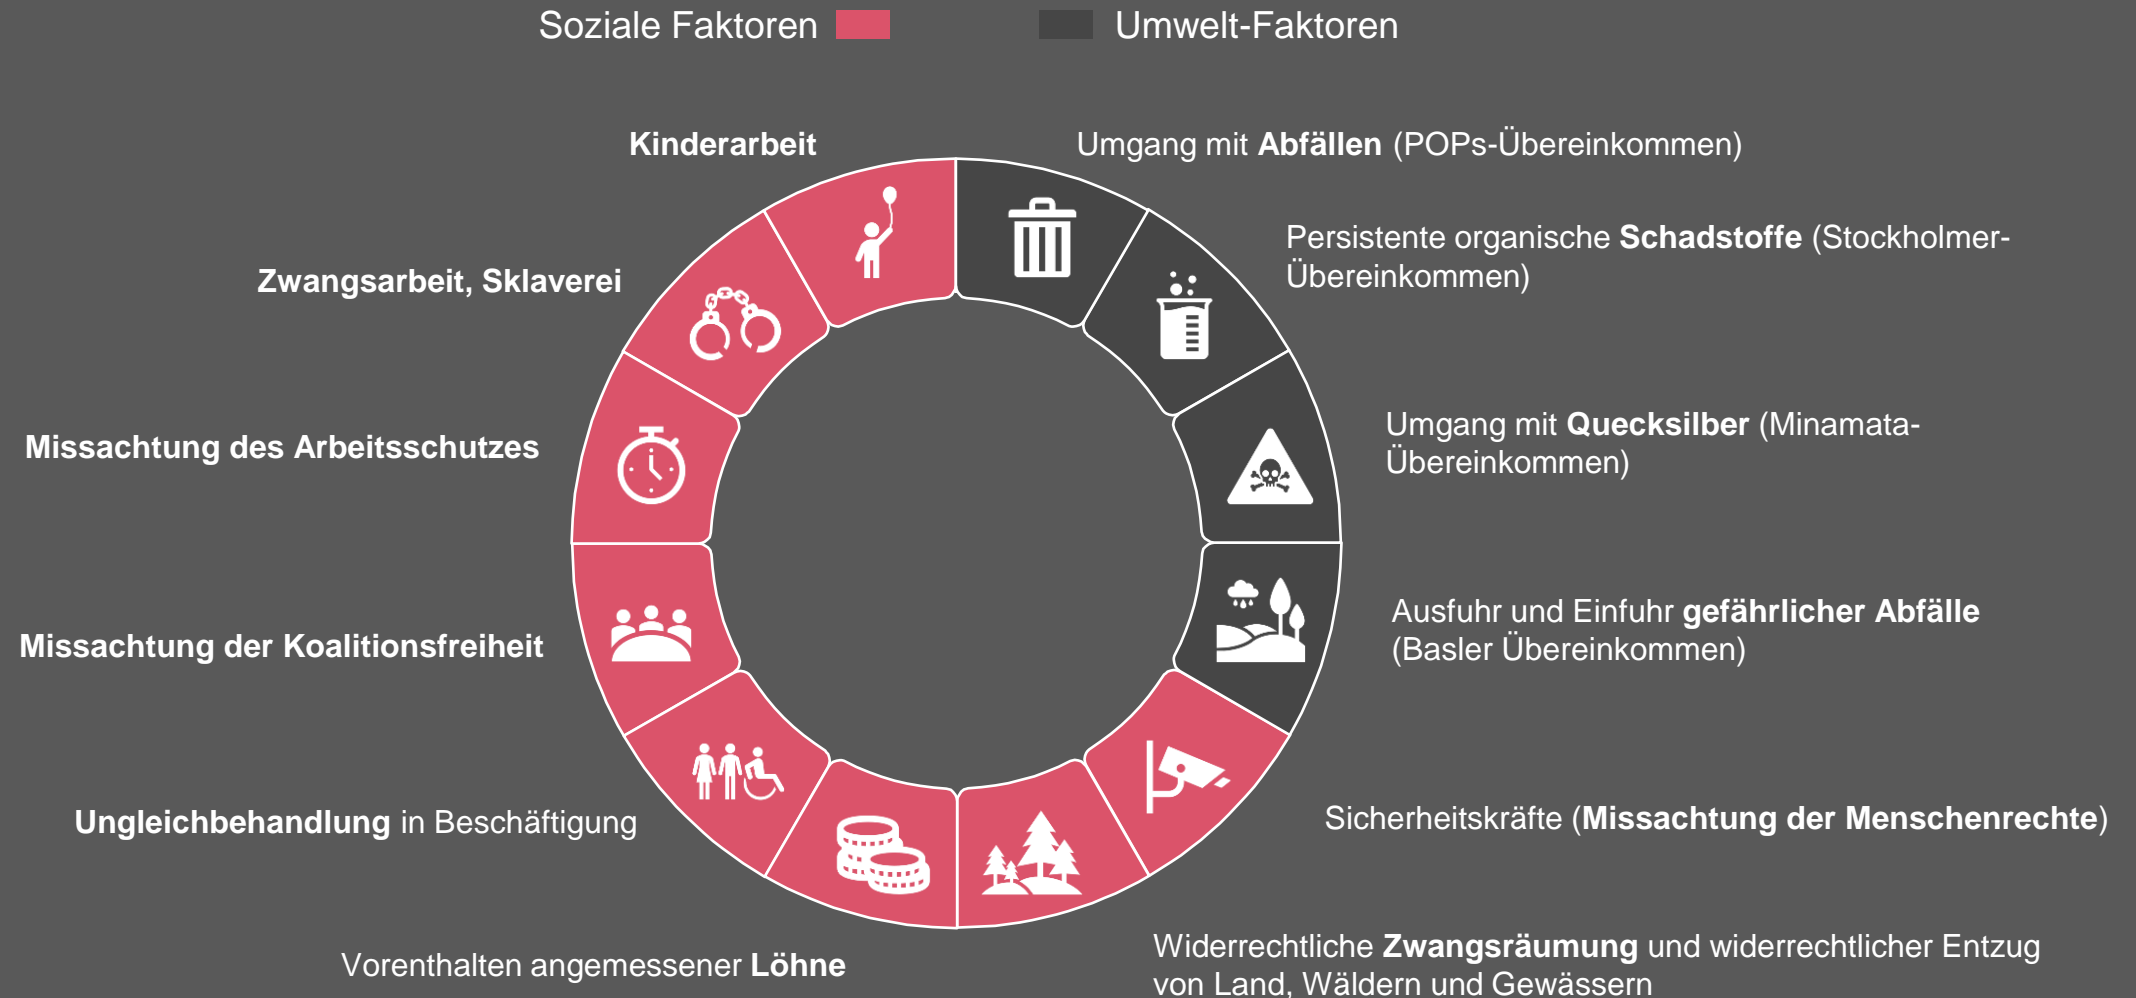 Soziale Faktoren
Umwelt-Faktoren
Kinderarbeit
Umgang mit Abfällen (POPs-Übereinkommen)
Persistente organische Schadstoffe (Stockholmer-
Übereinkommen)
Zwangsarbeit, Sklaverei
Umgang mit Quecksilber (Minamata-
Übereinkommen)
Missachtung des Arbeitsschutzes
Ausfuhr und Einfuhr gefährlicher Abfälle
(Basler Übereinkommen)
Missachtung der Koalitionsfreiheit
Sicherheitskräfte (Missachtung der Menschenrechte)
Ungleichbehandlung in Beschäftigung
Widerrechtliche Zwangsräumung und widerrechtlicher Entzug
von Land, Wäldern und Gewässern
Vorenthalten angemessener Löhne